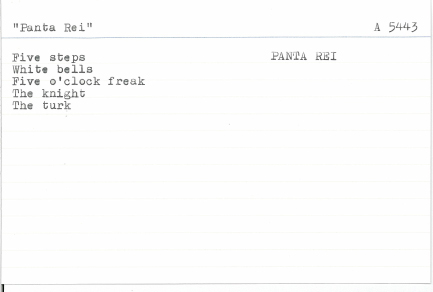 "Panta Rei" A 5443
Five steps PANTA REI
White bells
Five o'clock freak
The knight
The turk